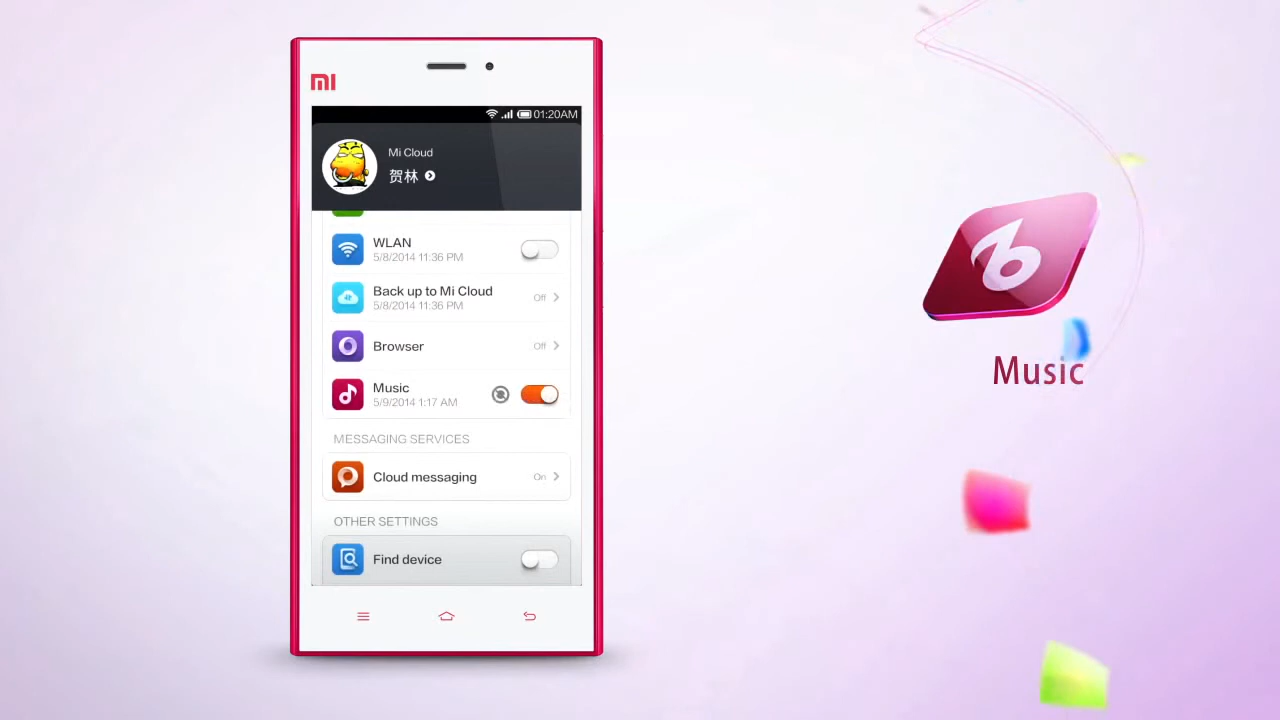 mi
01:20AM
Mi Cloud
贺林
WLAN
5/8/2014 11:36 PM
Back up to Mi Cloud
5/8/2014 11:36 PM
Off
Browser
Off
Music
5/9/2014 1:17 AM
MESSAGING SERVICES
Cloud messaging
On
OTHER SETTINGS
Find device
Music